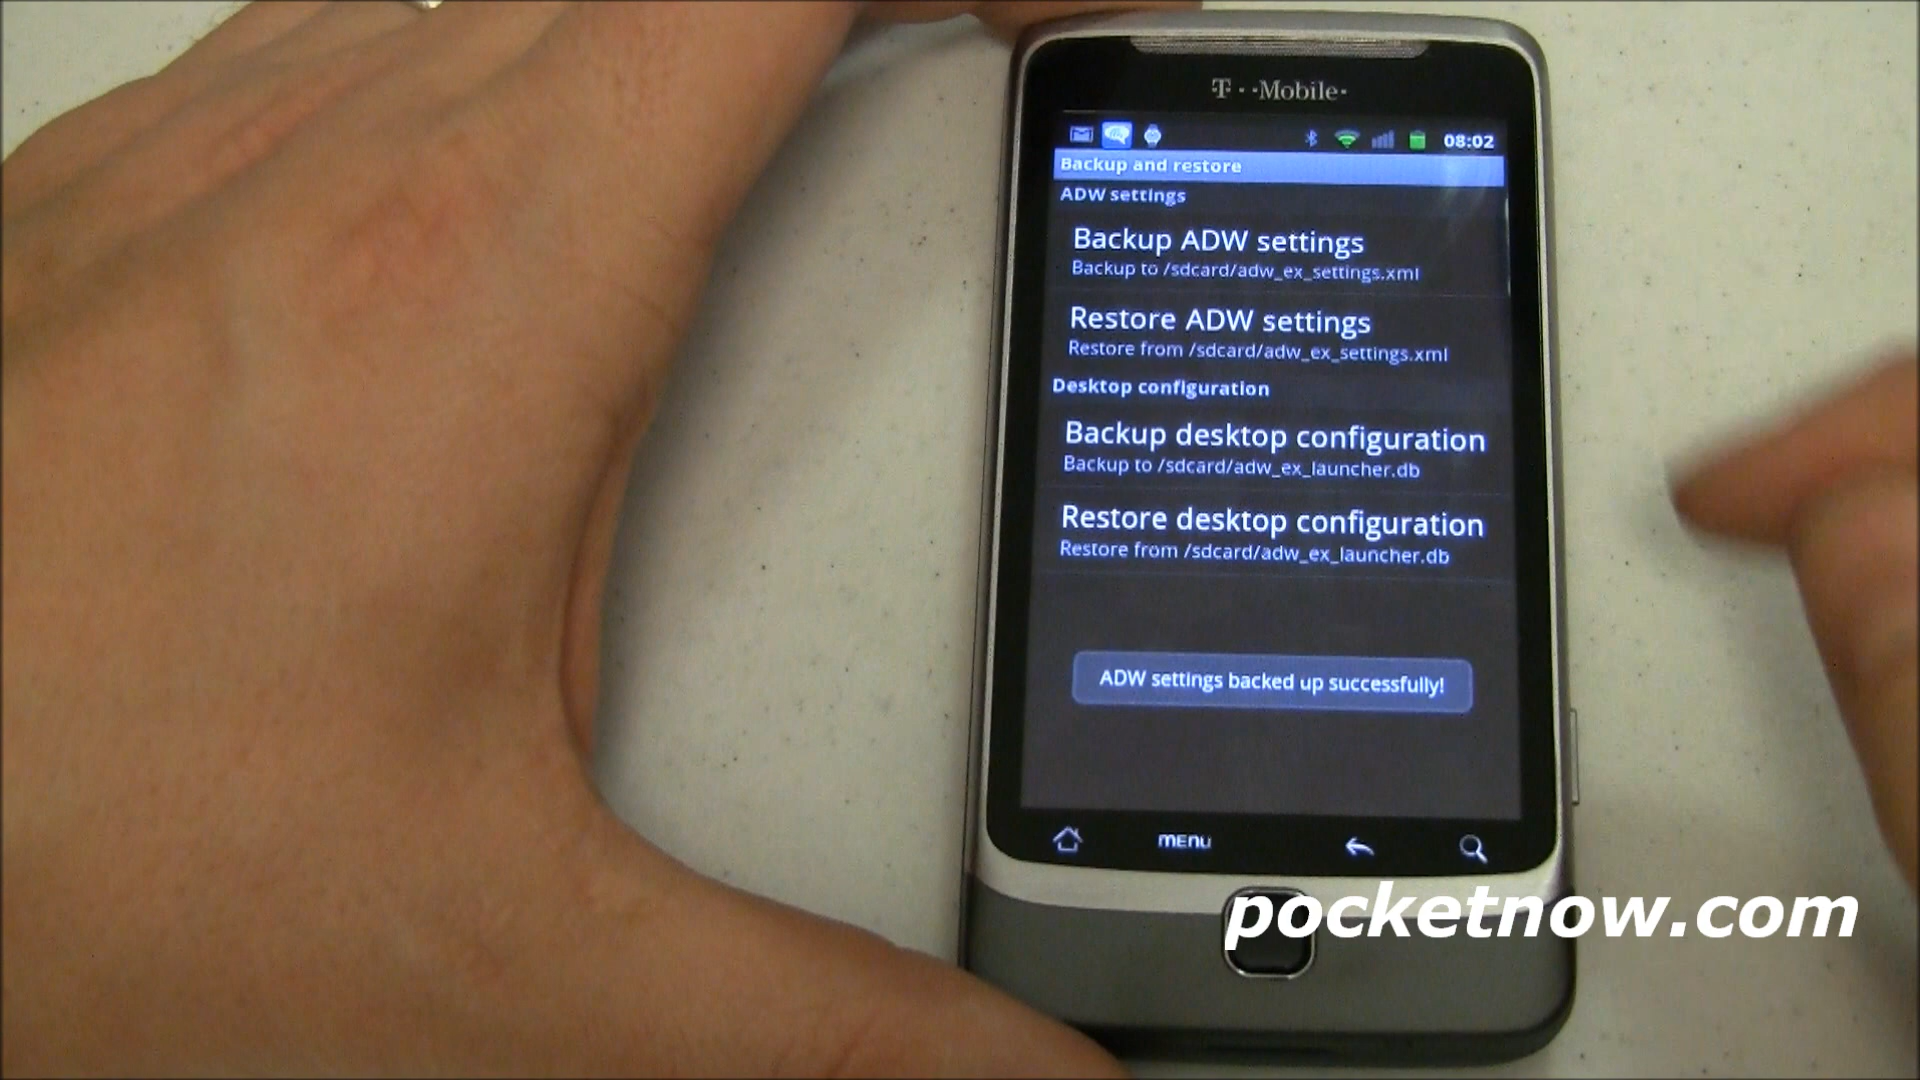 T··Mobile·
08:02
Backup and restore
ADW settings
Backup ADW settings
Backup to /sdcard/adw_ex_settings.xml
Restore ADW settings
Restore from /sdcard/adw_ex_settings.xml
Desktop configuration
Backup desktop configuration
Backup to /sdcard/adw_ex_launcher.db
Restore desktop configuration
Restore from /sdcard/adw_ex_launcher.db
ADW settings backed up successfully!
MENU
pocketnow.com